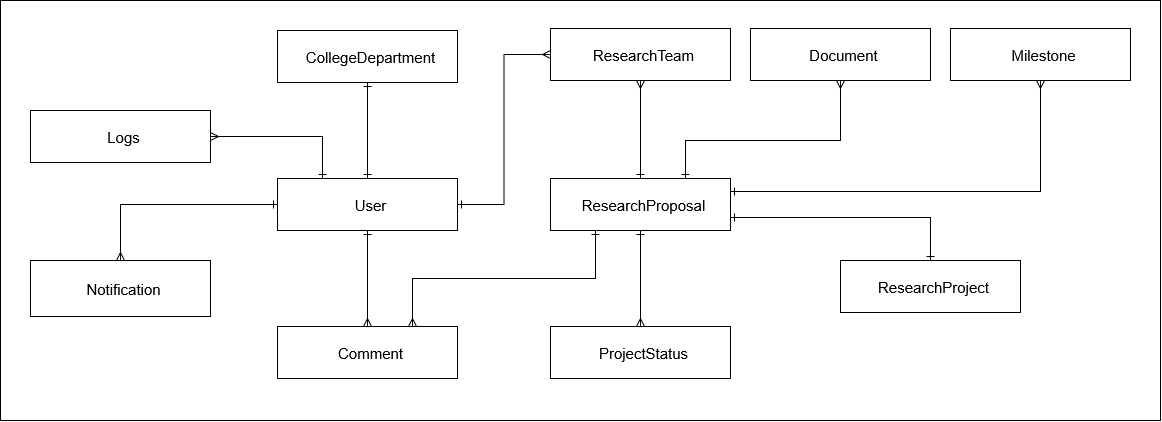 CollegeDepartment
ResearchTeam
Document
Milestone
Logs
User
ResearchProposal
Notification
ResearchProject
Comment
ProjectStatus